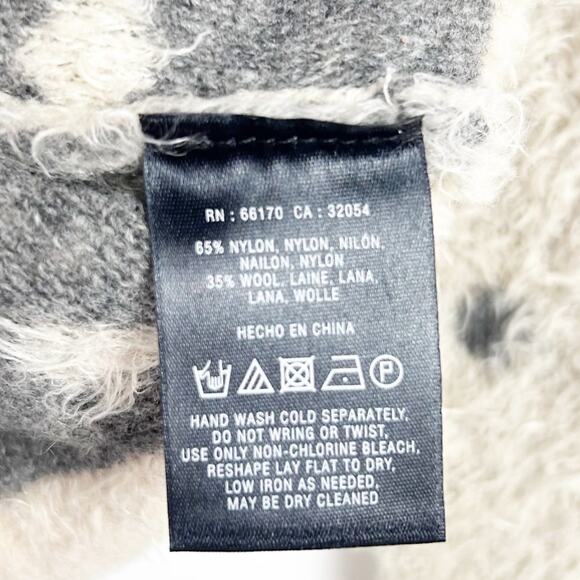 RN : 66170 CA : 32054
65% NYLON, NYLON, NILÓN,
NAILON, NYLON
35% WOOL, LAINE, LANA,
LANA, WOLLE
HECHO EN CHINA
P
HAND WASH COLD SEPARATELY,
DO NOT WRING OR TWIST,
USE ONLY NON-CHLORINE BLEACH,
RESHAPE LAY FLAT TO DRY,
LOW IRON AS NEEDED,
MAY BE DRY CLEANED